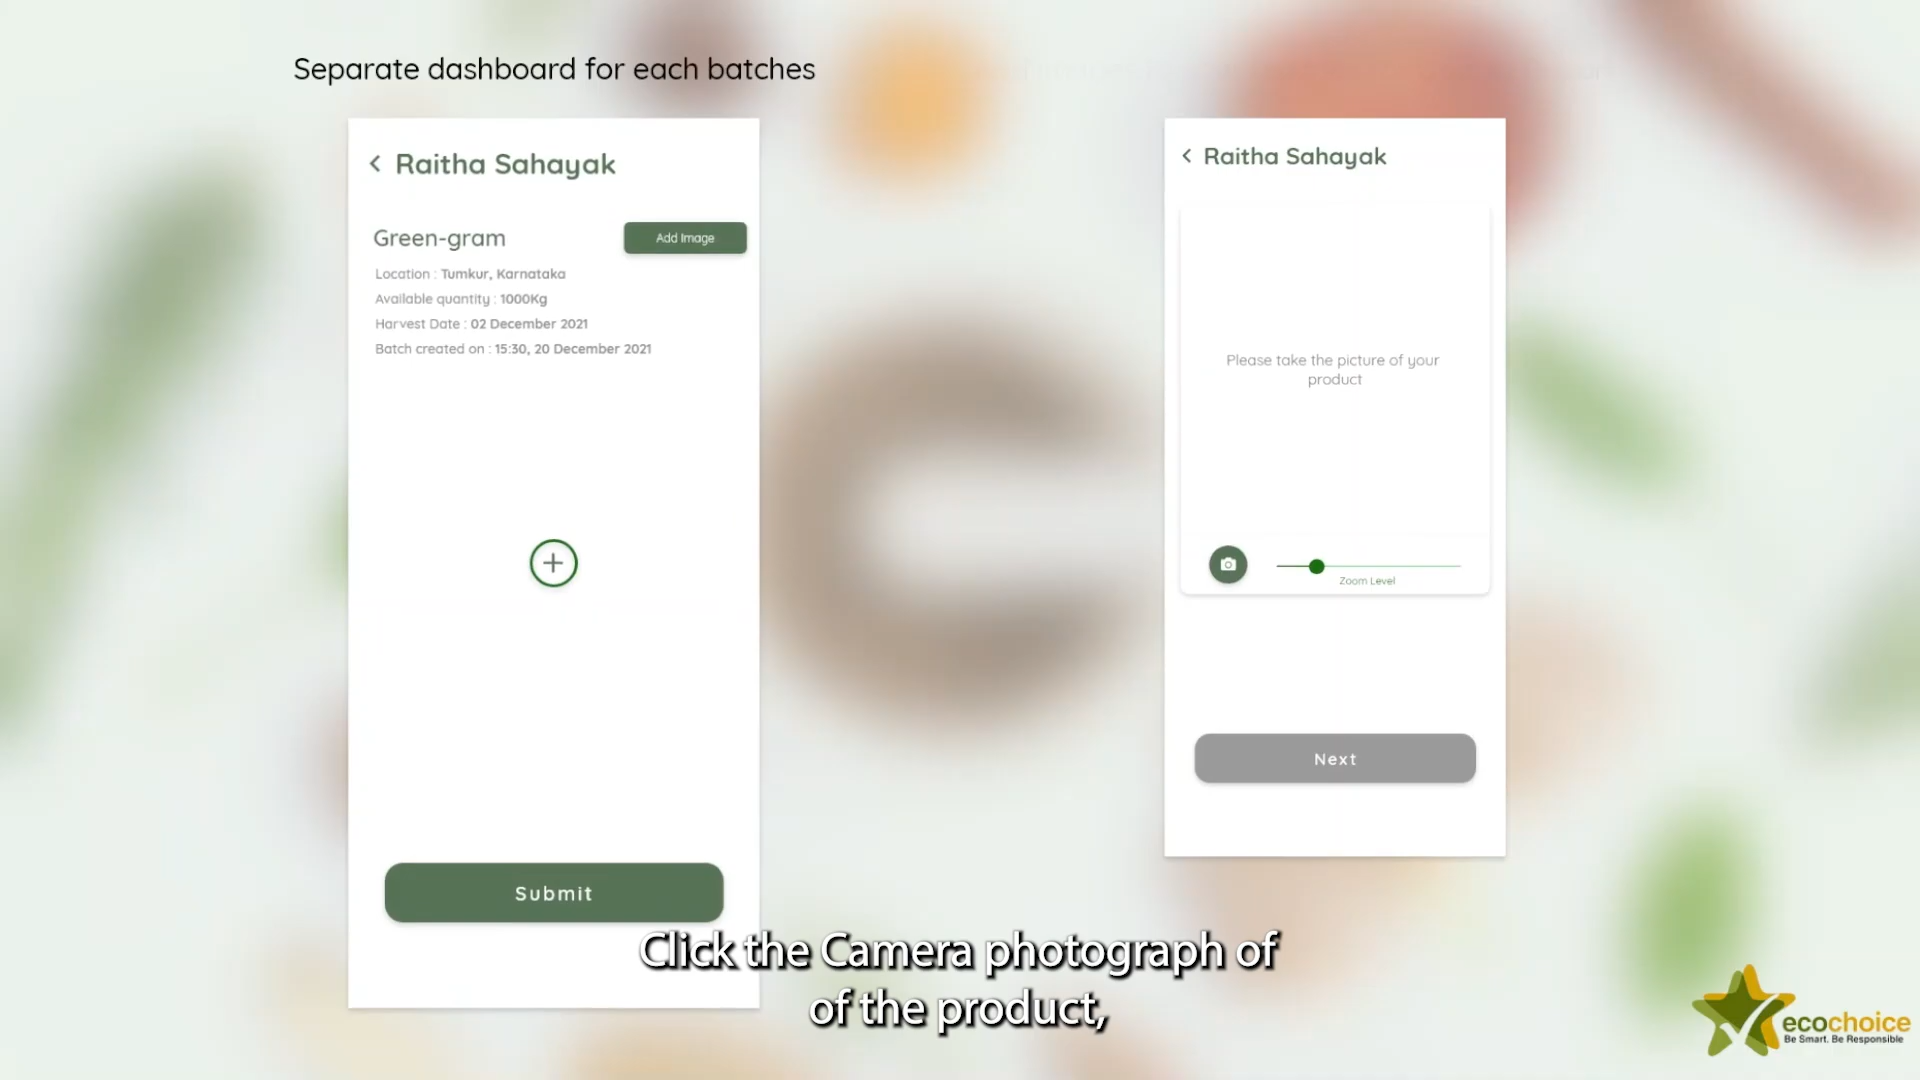 Separate dashboard for each batches
Raitha Sahayak
Green-gram
Add Image
Location : Tumkur, Karnataka
Available quantity : 1000Kg
Harvest Date : 02 December 2021
Batch created on : 15:30, 20 December 2021
Submit
Raitha Sahayak
Please take the picture of your
product
Zoom Level
Next
Click the Camera photograph of
of the product,
ecochoice
Be Smart. Be Responsible